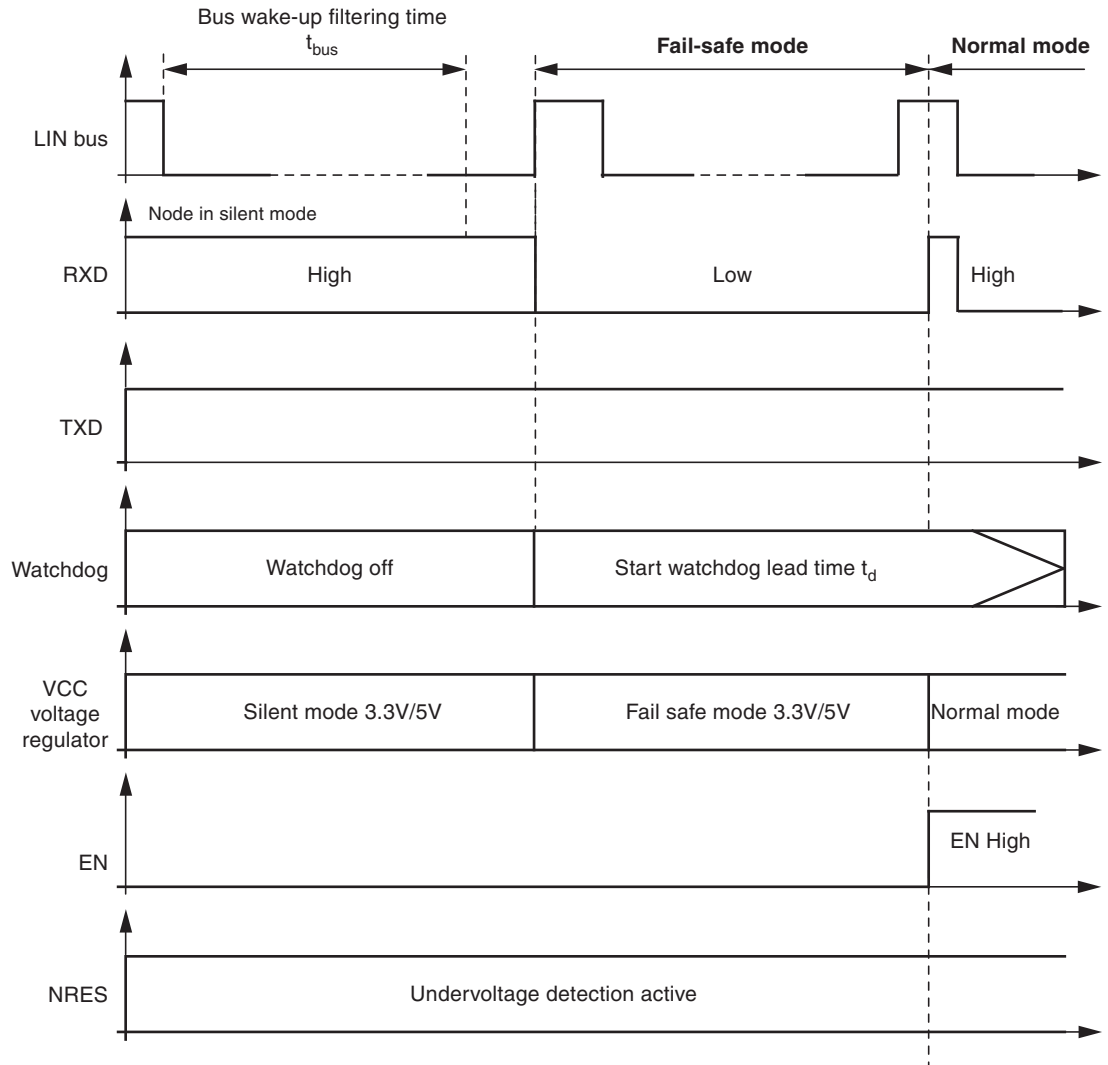 Bus wake-up filtering time
tbus
Fail-safe mode
Normal mode
LIN bus
Node in silent mode
RXD
High
Low
High
TXD
Watchdog
Watchdog off
Start watchdog lead time td
VCC
voltage
regulator
Silent mode 3.3V/5V
Fail safe mode 3.3V/5V
Normal mode
EN
EN High
NRES
Undervoltage detection active